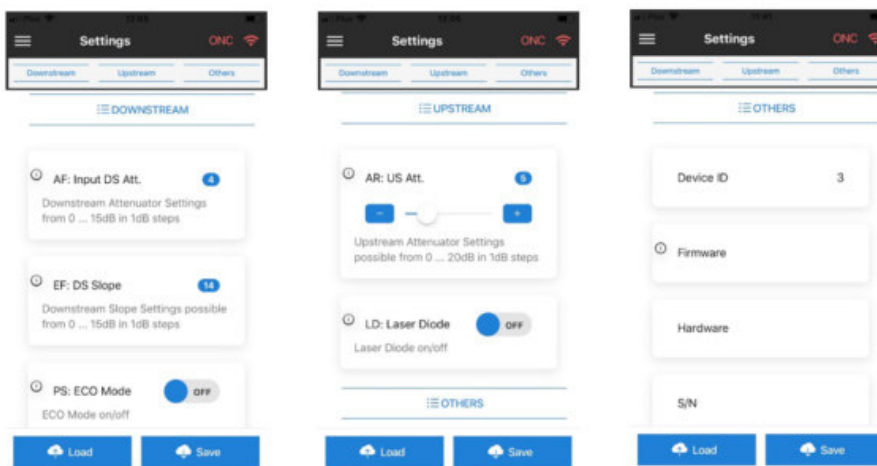 Plus
12:55
Settings
ONC
Downstream
Upstream
Others
DOWNSTREAM
AF: Input DS Att.
4
Downstream Attenuator Settings
from 0 ... 15dB in 1dB steps
EF: DS Slope
14
Downstream Slope Settings possible
from 0 ... 15dB in 1dB steps
PS: ECO Mode
OFF
ECO Mode on/off
Load
Save
Settings
ONC
Downstream
Upstream
Others
UPSTREAM
AR: US Att.
5
−
+
Upstream Attenuator Settings
possible from 0 ... 20dB in 1dB steps
LD: Laser Diode
OFF
Laser Diode on/off
OTHERS
Load
Save
Settings
ONC
Downstream
Upstream
Others
OTHERS
Device ID
3
Firmware
Hardware
S/N
Load
Save